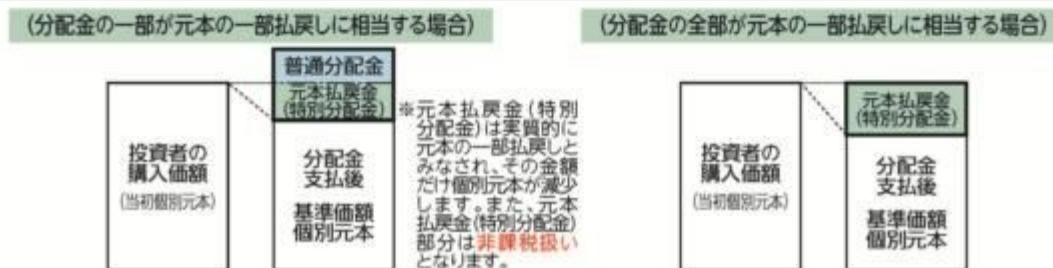 (分配金の一部が元本の一部払戻しに相当する場合)
普通分配金
元本払戻金
(特別分配金)
投資者の
購入価額
(当初個別元本)
分配金
支払後
基準価額
個別元本
※元本払戻金(特別
分配金)は実質的に
元本の一部払戻しと
みなされ、その金額
だけ個別元本が減少
します。また、元本
払戻金(特別分配金)
部分は非課税扱い
となります。
(分配金の全部が元本の一部払戻しに相当する場合)
元本払戻金
(特別分配金)
投資者の
購入価額
(当初個別元本)
分配金
支払後
基準価額
個別元本